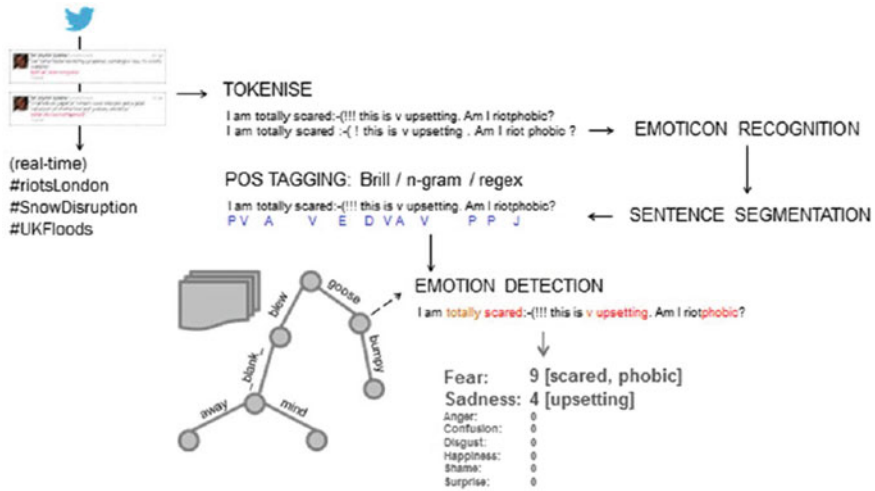 TOKENISE
I am totally scared:-(!!! this is v upsetting. Am I riotphobic?
I am totally scared :-( ! this is v upsetting . Am I riot phobic ?
EMOTICON RECOGNITION
(real-time)
#riotsLondon
#SnowDisruption
#UKFloods
POS TAGGING: Brill / n-gram / regex
I am totally scared:-(!!! this is v upsetting. Am I riotphobic?
P V A V E D V A V P P J
SENTENCE SEGMENTATION
EMOTION DETECTION
I am totally scared:-(!!! this is v upsetting. Am I riotphobic?
goose
blew
bumpy
_blank_
away
mind
Fear: 9 [scared, phobic]
Sadness: 4 [upsetting]
Anger: 0
Confusion: 0
Disgust: 0
Happiness: 0
Shame: 0
Surprise: 0